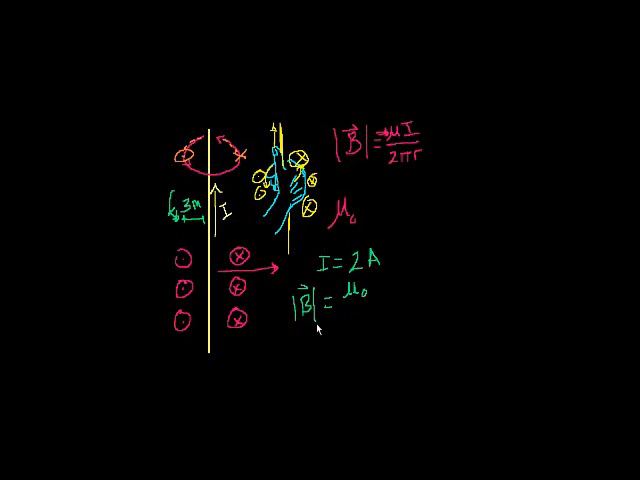 |B⃗| = μI / 2πr
3m
I
μ₀
I = 2A
|B⃗| = μ₀